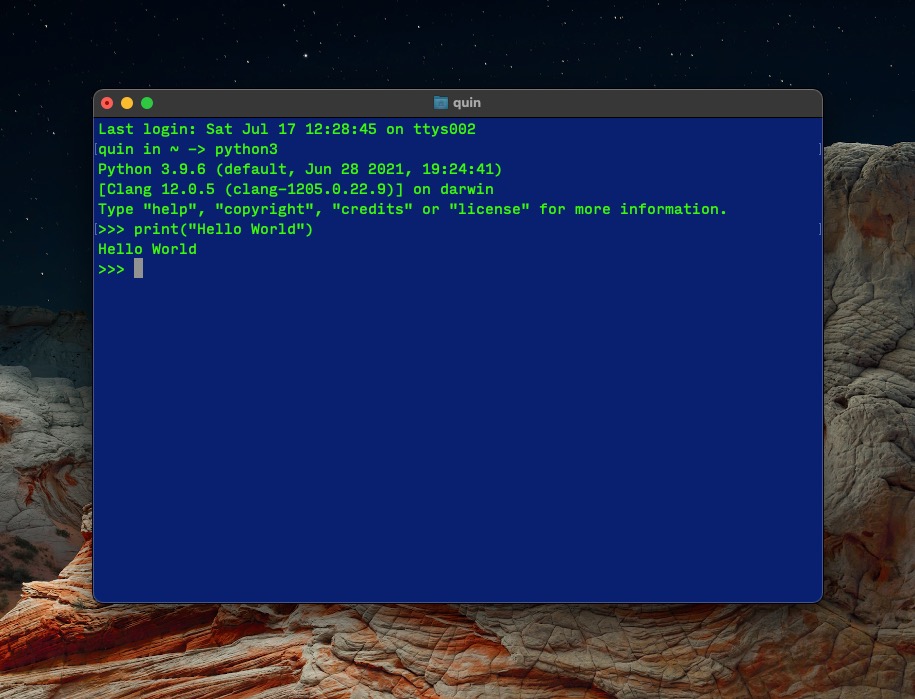 quin
Last login: Sat Jul 17 12:28:45 on ttys002
[quin in ~ -> python3 ]
Python 3.9.6 (default, Jun 28 2021, 19:24:41)
[Clang 12.0.5 (clang-1205.0.22.9)] on darwin
Type "help", "copyright", "credits" or "license" for more information.
[>>> print("Hello World") ]
Hello World
>>>